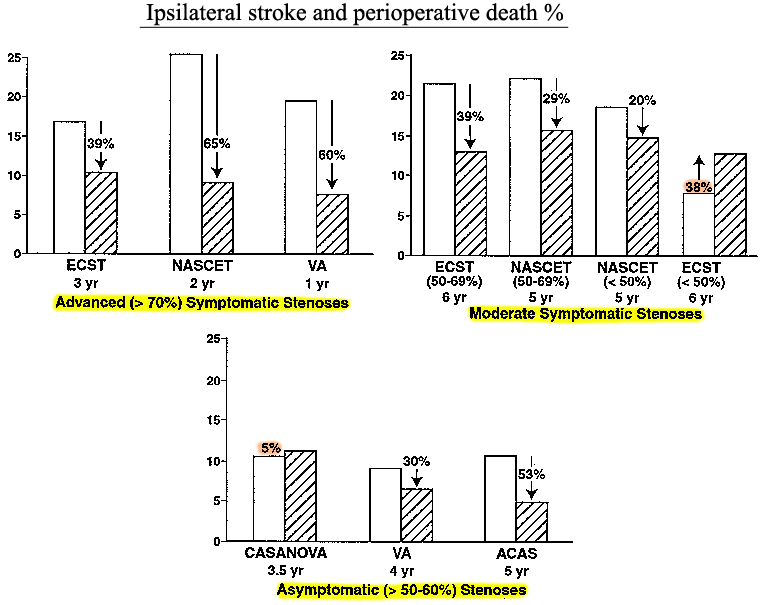 Ipsilateral stroke and perioperative death %
25
20
15
10
5
0
39%
65%
60%
ECST
NASCET
VA
3 yr
2 yr
1 yr
Advanced (> 70%) Symptomatic Stenoses
25
20
15
10
5
0
39%
29%
20%
38%
ECST
NASCET
NASCET
ECST
(50-69%)
(50-69%)
(< 50%)
(< 50%)
6 yr
5 yr
5 yr
6 yr
Moderate Symptomatic Stenoses
25
25
15
10
5
0
5%
30%
53%
CASANOVA
VA
ACAS
3.5 yr
4 yr
5 yr
Asymptomatic (> 50-60%) Stenoses